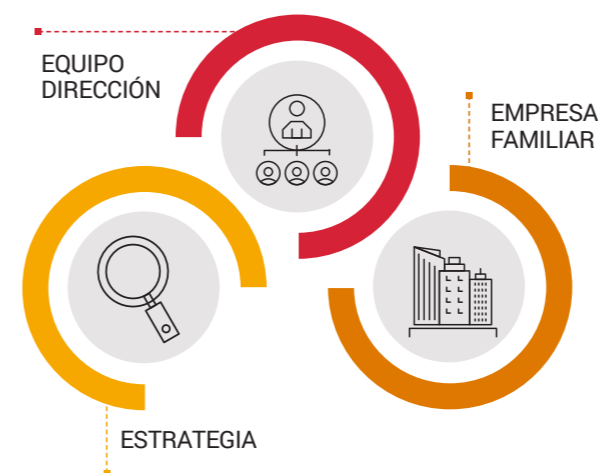 EQUIPO
DIRECCIÓN
EMPRESA
FAMILIAR
ESTRATEGIA